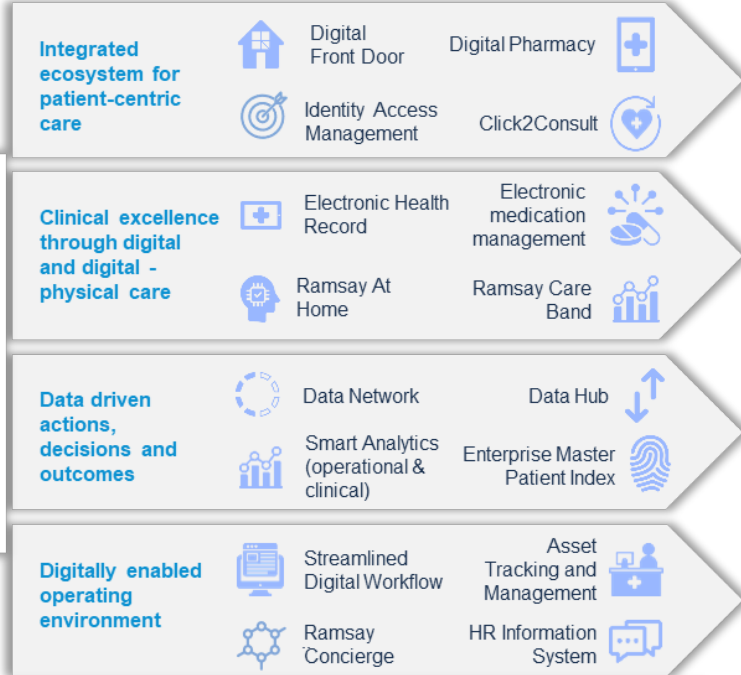 Integrated
ecosystem for
patient-centric
care
Digital
Front Door
Digital Pharmacy
Identity Access
Management
Click2Consult
Clinical excellence
through digital
and digital -
physical care
Electronic Health
Record
Electronic
medication
management
Ramsay At
Home
Ramsay Care
Band
Data driven
actions,
decisions and
outcomes
Data Network
Data Hub
Smart Analytics
(operational &
clinical)
Enterprise Master
Patient Index
Digitally enabled
operating
environment
Streamlined
Digital Workflow
Asset
Tracking and
Management
Ramsay
Concierge
HR Information
System